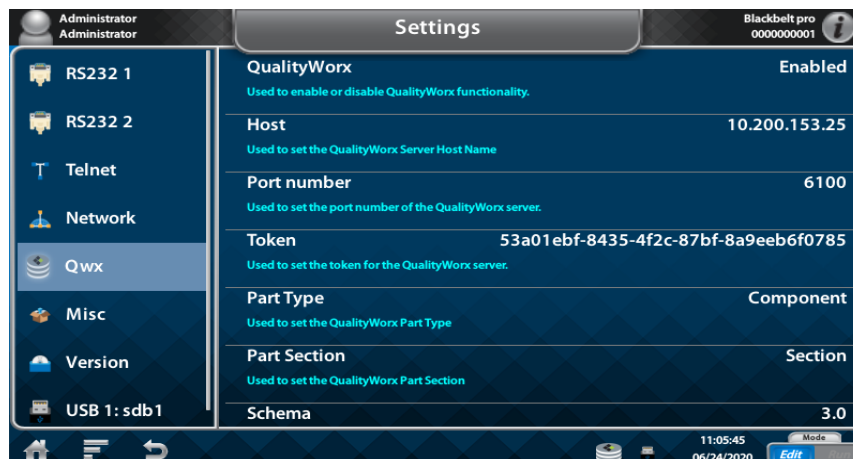 Administrator
Administrator
Settings
Blackbelt pro
0000000001
i
RS232 1
RS232 2
Telnet
Network
Qwx
Misc
Version
USB 1: sdb1
QualityWorx Enabled
Used to enable or disable QualityWorx functionality.
Host 10.200.153.25
Used to set the QualityWorx Server Host Name
Port number 6100
Used to set the port number of the QualityWorx server.
Token 53a01ebf-8435-4f2c-87bf-8a9eeb6f0785
Used to set the token for the QualityWorx server.
Part Type Component
Used to set the QualityWorx Part Type
Part Section Section
Used to set the QualityWorx Part Section
Schema 3.0
11:05:45
06/24/2020
Mode
Edit Run